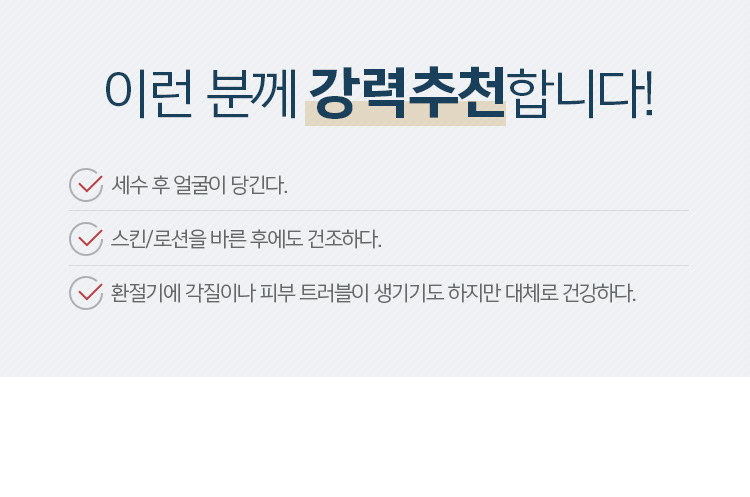 이런 분께 강력추천합니다!
세수 후 얼굴이 당긴다.
스킨/로션을 바른 후에도 건조하다.
환절기에 각질이나 피부 트러블이 생기기도 하지만 대체로 건강하다.